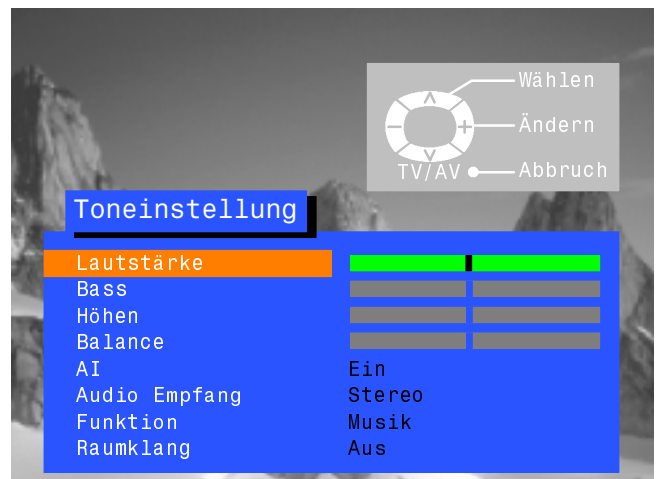 Wählen
Ändern
TV/AV Abbruch
Toneinstellung
Lautstärke
Bass
Höhen
Balance
AI Ein
Audio Empfang Stereo
Funktion Musik
Raumklang Aus